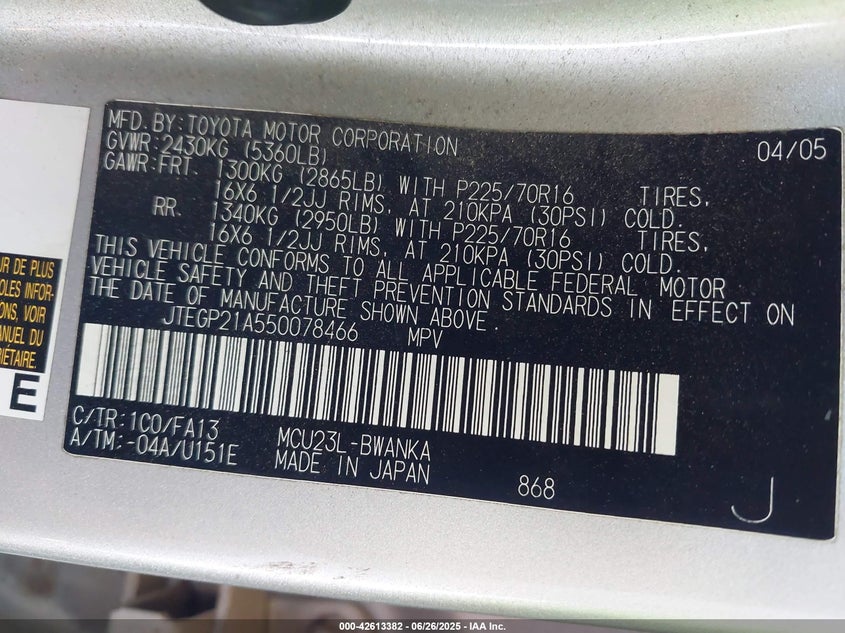 MFD. BY: TOYOTA MOTOR CORPORATION 04/05
GVWR: 2430KG (5360LB)
GAWR: FRT. 1300KG (2865LB) WITH P225/70R16 TIRES,
16X6 1/2JJ RIMS, AT 210KPA (30PSI) COLD.
RR. 1340KG (2950LB) WITH P225/70R16 TIRES,
16X6 1/2JJ RIMS, AT 210KPA (30PSI) COLD.
THIS VEHICLE CONFORMS TO ALL APPLICABLE FEDERAL MOTOR
VEHICLE SAFETY AND THEFT PREVENTION STANDARDS IN EFFECT ON
THE DATE OF MANUFACTURE SHOWN ABOVE.
JTEGP21A550078466 MPV
C/TR: 1C0/FA13 MCU23L-BWANKA
A/TM: -04A/U151E MADE IN JAPAN 868 J
UR DE PLUS
OLES INFOR-
ONS, VOIR
ANUEL DU
RIÉTAIRE.
E
000-42613382 - 06/26/2025 - IAA Inc.